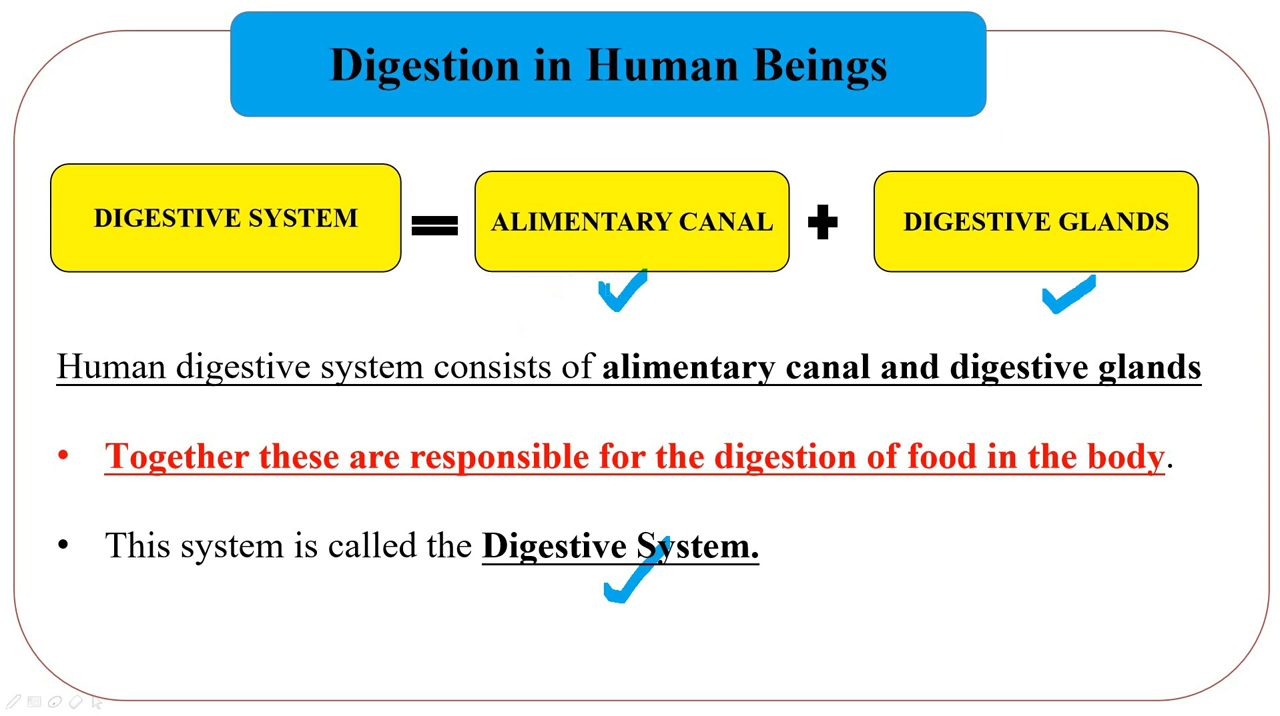 Digestion in Human Beings
DIGESTIVE SYSTEM = ALIMENTARY CANAL + DIGESTIVE GLANDS
Human digestive system consists of alimentary canal and digestive glands
• Together these are responsible for the digestion of food in the body.
• This system is called the Digestive System.